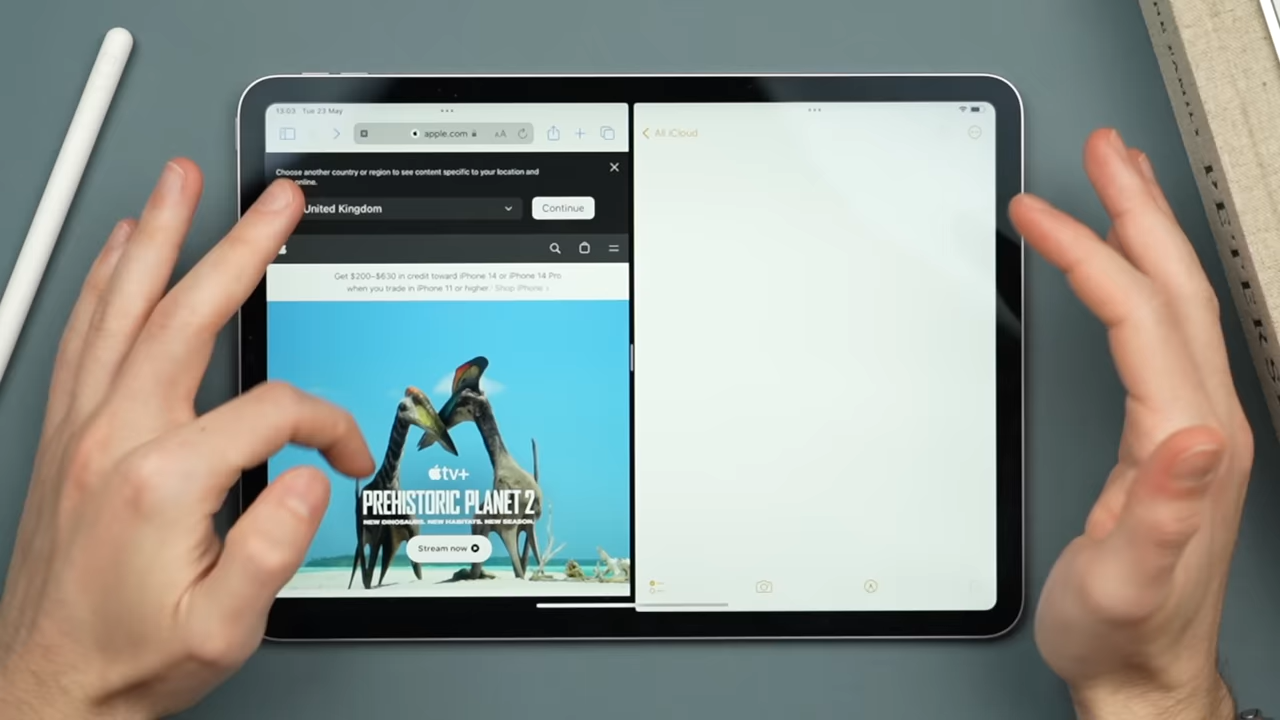 13:03 Tue 23 May
apple.com
AA
Choose another country or region to see content specific to your location and
online.
United Kingdom
Continue
Get $200–$630 in credit toward iPhone 14 or iPhone 14 Pro
when you trade in iPhone 11 or higher. Shop iPhone >
tv+
PREHISTORIC PLANET 2
NEW DINOSAURS. NEW HABITATS. NEW SEASON.
Stream now
All iCloud